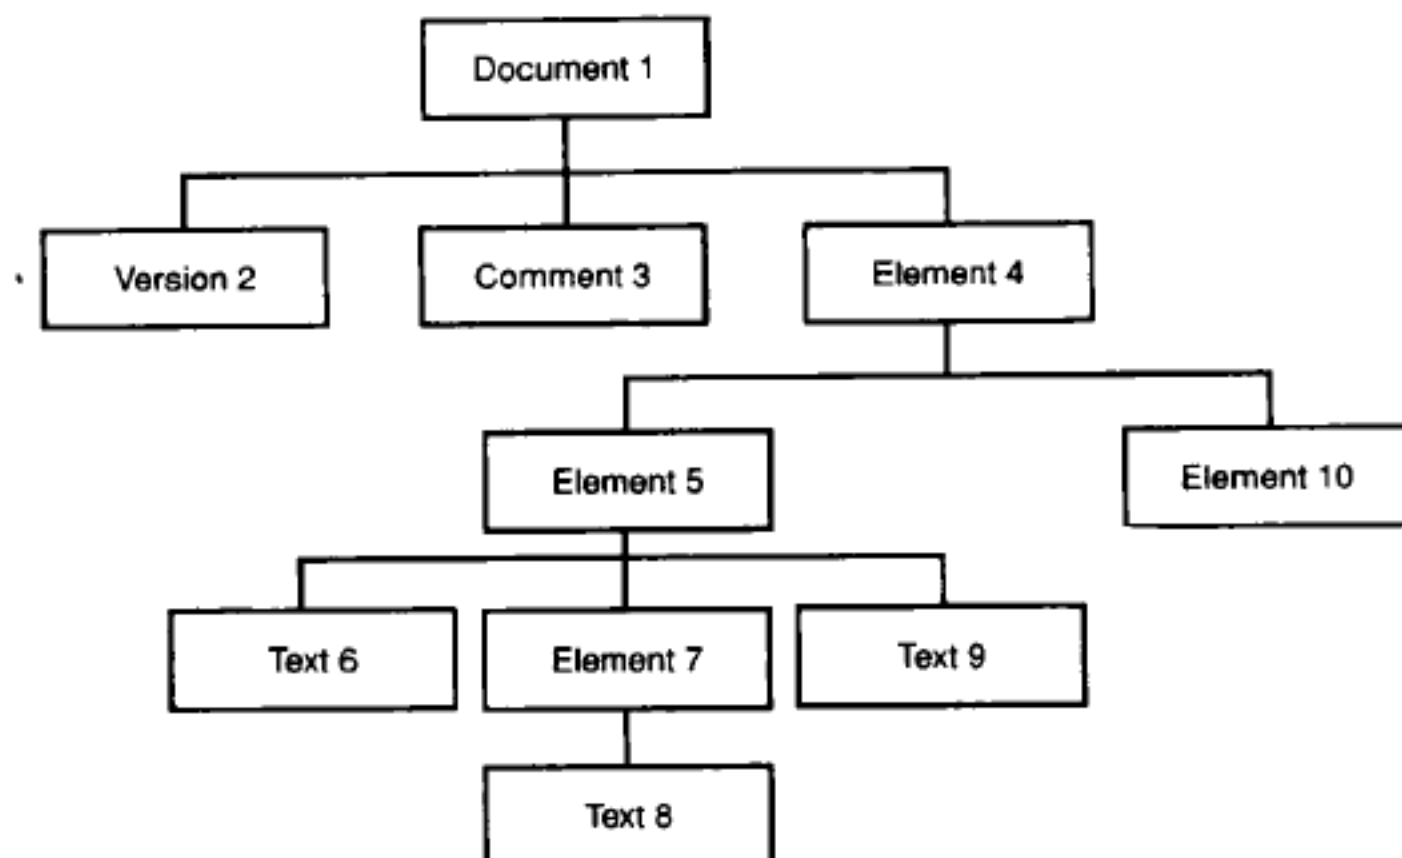 Document 1
Version 2
Comment 3
Element 4
Element 5
Element 10
Text 6
Element 7
Text 9
Text 8